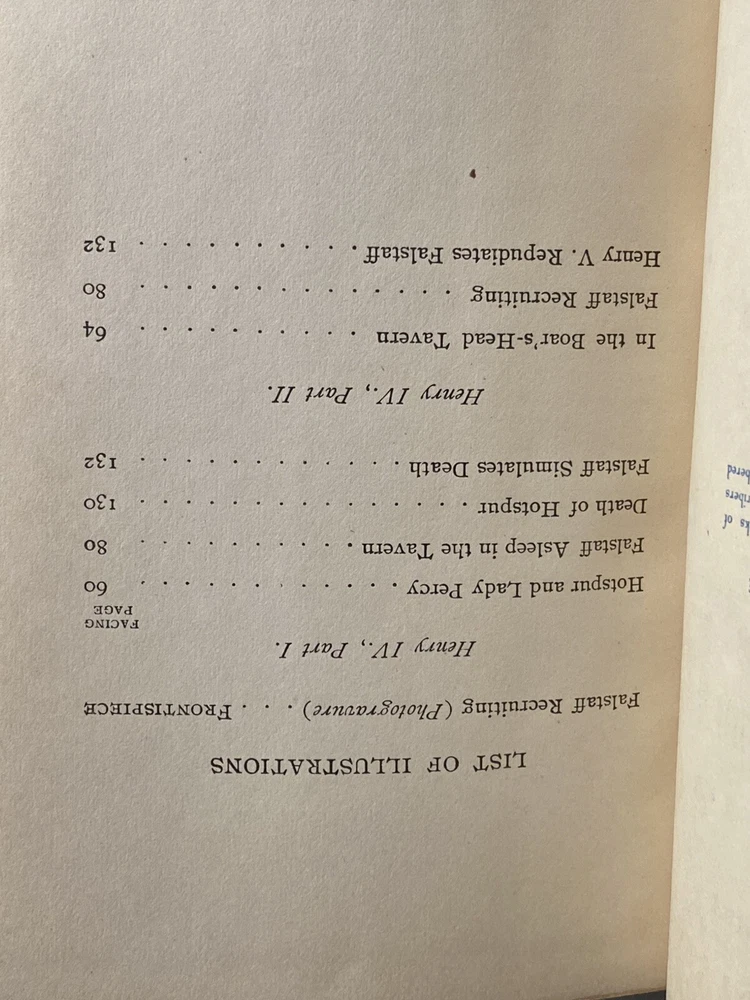 LIST OF ILLUSTRATIONS
Falstaff Recruiting (Photogravure) . . . FRONTISPIECE
Henry IV., Part I.
FACING
PAGE
Hotspur and Lady Percy . . . . . . . . . . . 60
Falstaff Asleep in the Tavern . . . . . . . . . . 80
Death of Hotspur . . . . . . . . . . . . . . . 130
Falstaff Simulates Death . . . . . . . . . . . . 132
Henry IV., Part II.
In the Boar's-Head Tavern . . . . . . . . . . 64
Falstaff Recruiting . . . . . . . . . . . . . . 80
Henry V. Repudiates Falstaff . . . . . . . . . . 132
of